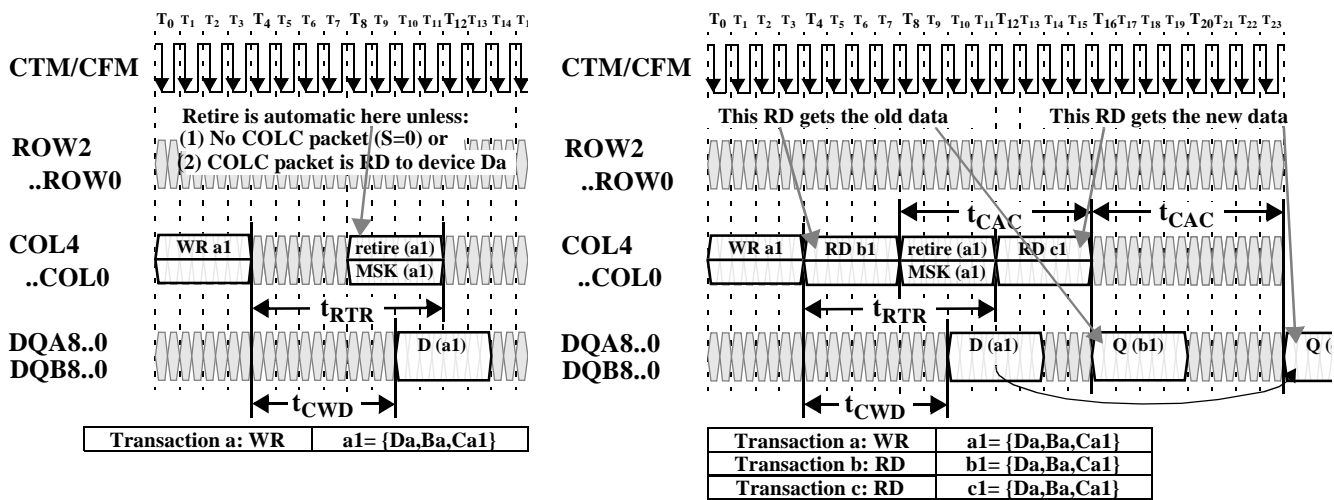 T0 T1 T2 T3 T4 T5 T6 T7 T8 T9 T10 T11 T12 T13 T14 T1
CTM/CFM
Retire is automatic here unless:
(1) No COLC packet (S=0) or
(2) COLC packet is RD to device Da
ROW2
..ROW0
COL4
..COL0
WR a1
retire (a1)
MSK (a1)
tRTR
DQA8..0
DQB8..0
D (a1)
tCWD
Transaction a: WR a1= {Da,Ba,Ca1}
T0 T1 T2 T3 T4 T5 T6 T7 T8 T9 T10 T11 T12 T13 T14 T15 T16 T17 T18 T19 T20 T21 T22 T23
CTM/CFM
This RD gets the old data
This RD gets the new data
ROW2
..ROW0
tCAC tCAC
COL4
..COL0
WR a1 RD b1 retire (a1) RD c1
MSK (a1)
tRTR
DQA8..0
DQB8..0
D (a1) Q (b1) Q (
tCWD
Transaction a: WR a1= {Da,Ba,Ca1}
Transaction b: RD b1= {Da,Ba,Ca1}
Transaction c: RD c1= {Da,Ba,Ca1}